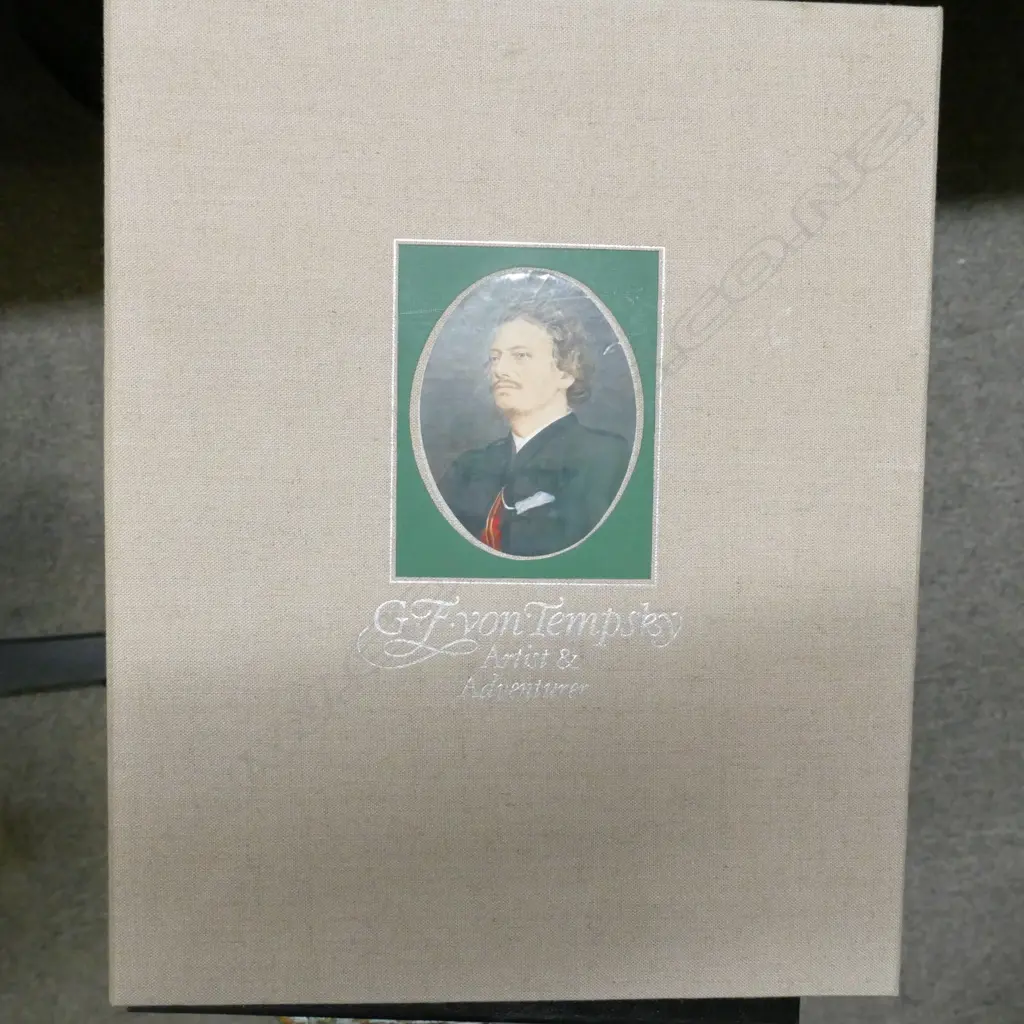 G.F. von Tempsky
Artist &
Adventurer